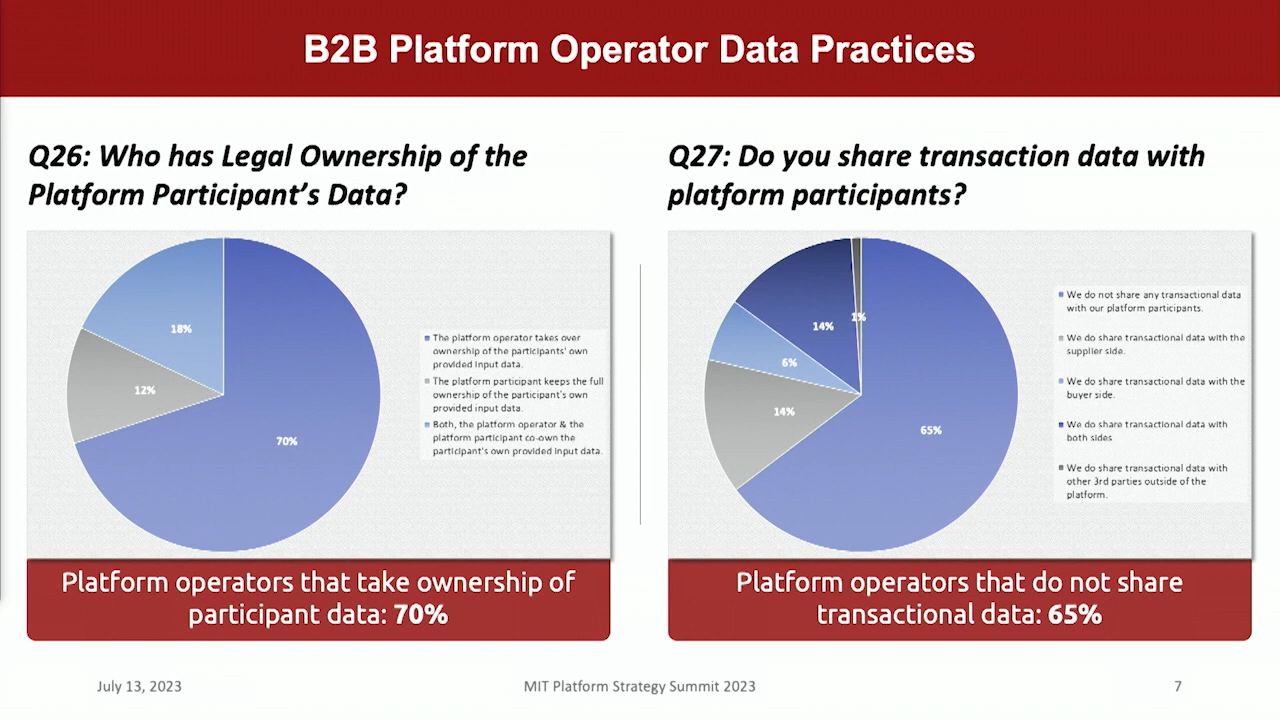 B2B Platform Operator Data Practices
Q26: Who has Legal Ownership of the
Platform Participant's Data?
18%
12%
70%
The platform operator takes over
ownership of the participants' own
provided input data.
The platform participant keeps the full
ownership of the participant's own
provided input data.
Both, the platform operator & the
platform participant co-own the
participant's own provided input data.
Platform operators that take ownership of
participant data: 70%
Q27: Do you share transaction data with
platform participants?
14%
1%
6%
14%
65%
We do not share any transactional data
with our platform participants.
We do share transactional data with the
supplier side.
We do share transactional data with the
buyer side.
We do share transactional data with
both sides
We do share transactional data with
other 3rd parties outside of the
platform.
Platform operators that do not share
transactional data: 65%
July 13, 2023
MIT Platform Strategy Summit 2023
7